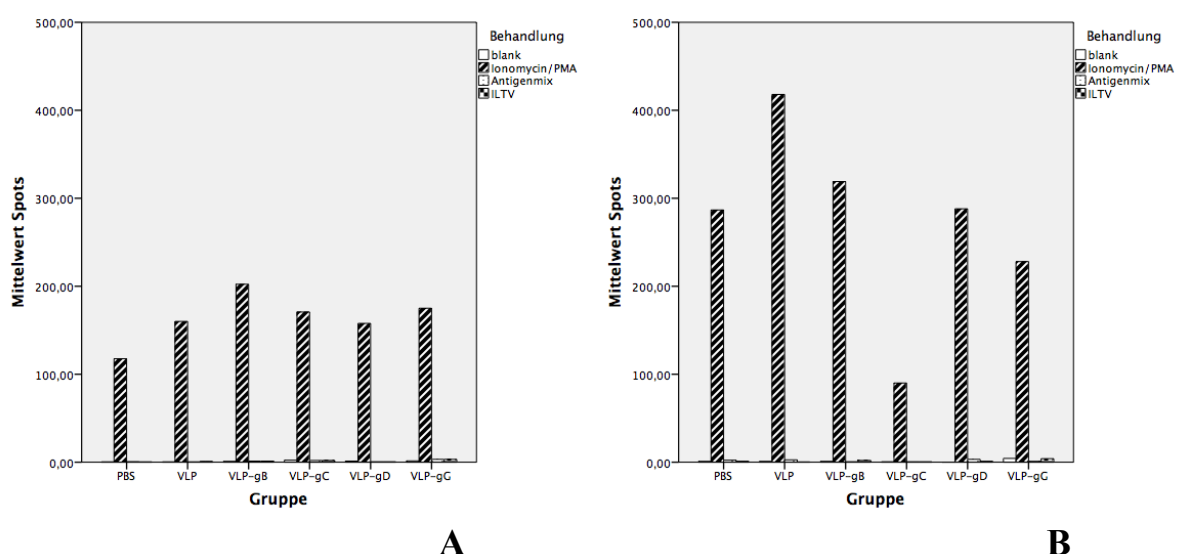 500,00
400,00
300,00
200,00
100,00
0,00
Mittelwert Spots
PBS VLP VLP-gB VLP-gC VLP-gD VLP-gG
Gruppe
Behandlung
blank
Ionomycin/PMA
Antigenmix
ILTV
A
500,00
400,00
300,00
200,00
100,00
0,00
Mittelwert Spots
PBS VLP VLP-gB VLP-gC VLP-gD VLP-gG
Gruppe
Behandlung
blank
Ionomycin/PMA
Antigenmix
ILTV
B